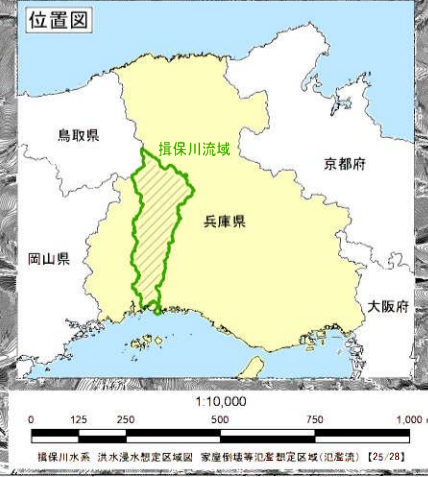 位置図
鳥取県
揖保川流域
京都府
兵庫県
岡山県
大阪府
1:10,000
0 125 250 500 750 1,000
揖保川水系 洪水浸水想定区域図 家屋倒壊等氾濫想定区域(氾濫流)【25/28】